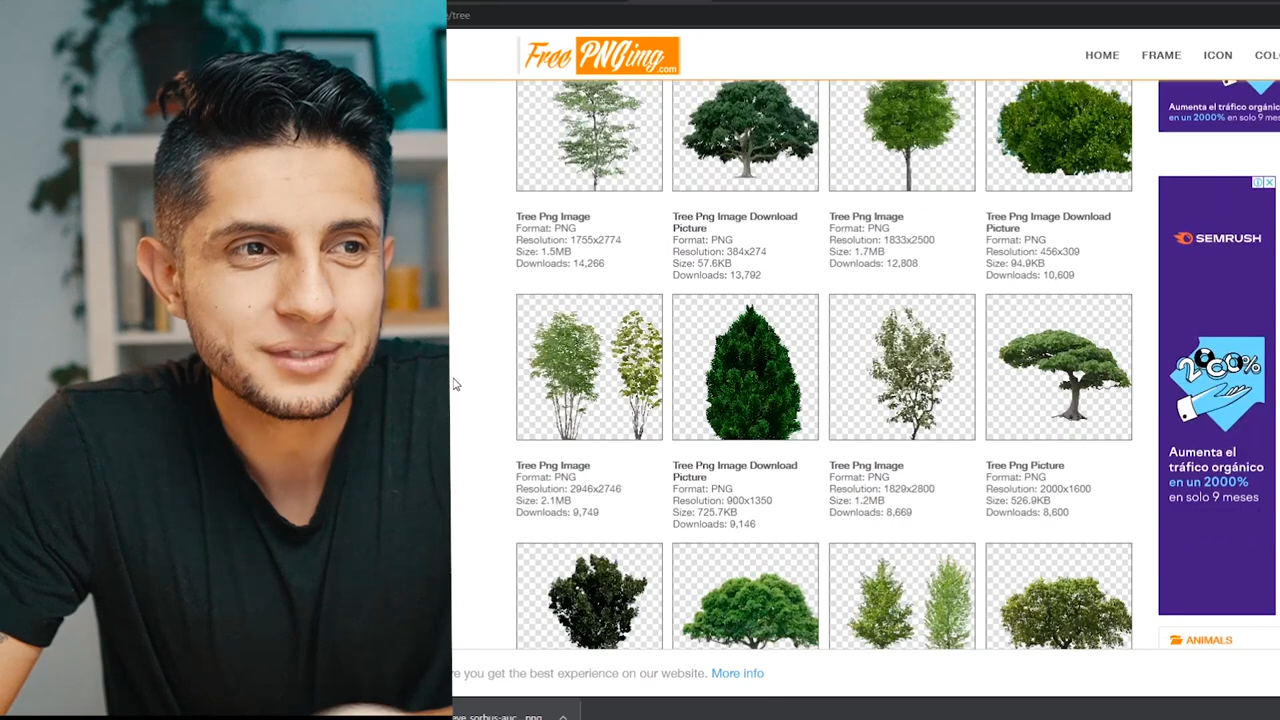 /tree
Free PNGimg.com
HOME FRAME ICON
Aumenta el tráfico
en un 2000% en solo 9
SEMRUSH
Tree Png Image
Format: PNG
Resolution: 1755x2774
Size: 1.5MB
Downloads: 14,266
Tree Png Image Download
Picture
Format: PNG
Resolution: 384x274
Size: 57.6KB
Downloads: 13,792
Tree Png Image
Format: PNG
Resolution: 1833x2500
Size: 1.7MB
Downloads: 12,808
Tree Png Image Download
Picture
Format: PNG
Resolution: 456x309
Size: 94.9KB
Downloads: 10,609
Tree Png Image
Format: PNG
Resolution: 2946x2746
Size: 2.1MB
Downloads: 9,749
Tree Png Image Download
Picture
Format: PNG
Resolution: 900x1350
Size: 725.7KB
Downloads: 9,146
Tree Png Image
Format: PNG
Resolution: 1829x2800
Size: 1.2MB
Downloads: 8,669
Tree Png Picture
Format: PNG
Resolution: 2000x1600
Size: 526.9KB
Downloads: 8,600
2000%
Aumenta el
tráfico orgánico
en un 2000%
en solo 9 meses
ANIMALS
you get the best experience on our website. More info